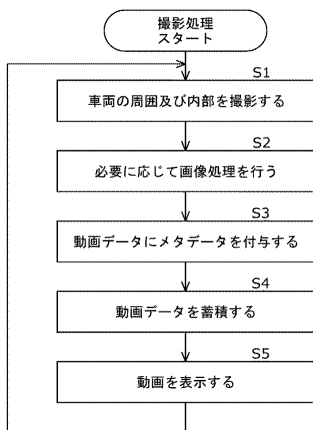 撮影処理
スタート
S1
車両の周囲及び内部を撮影する
S2
必要に応じて画像処理を行う
S3
動画データにメタデータを付与する
S4
動画データを蓄積する
S5
動画を表示する